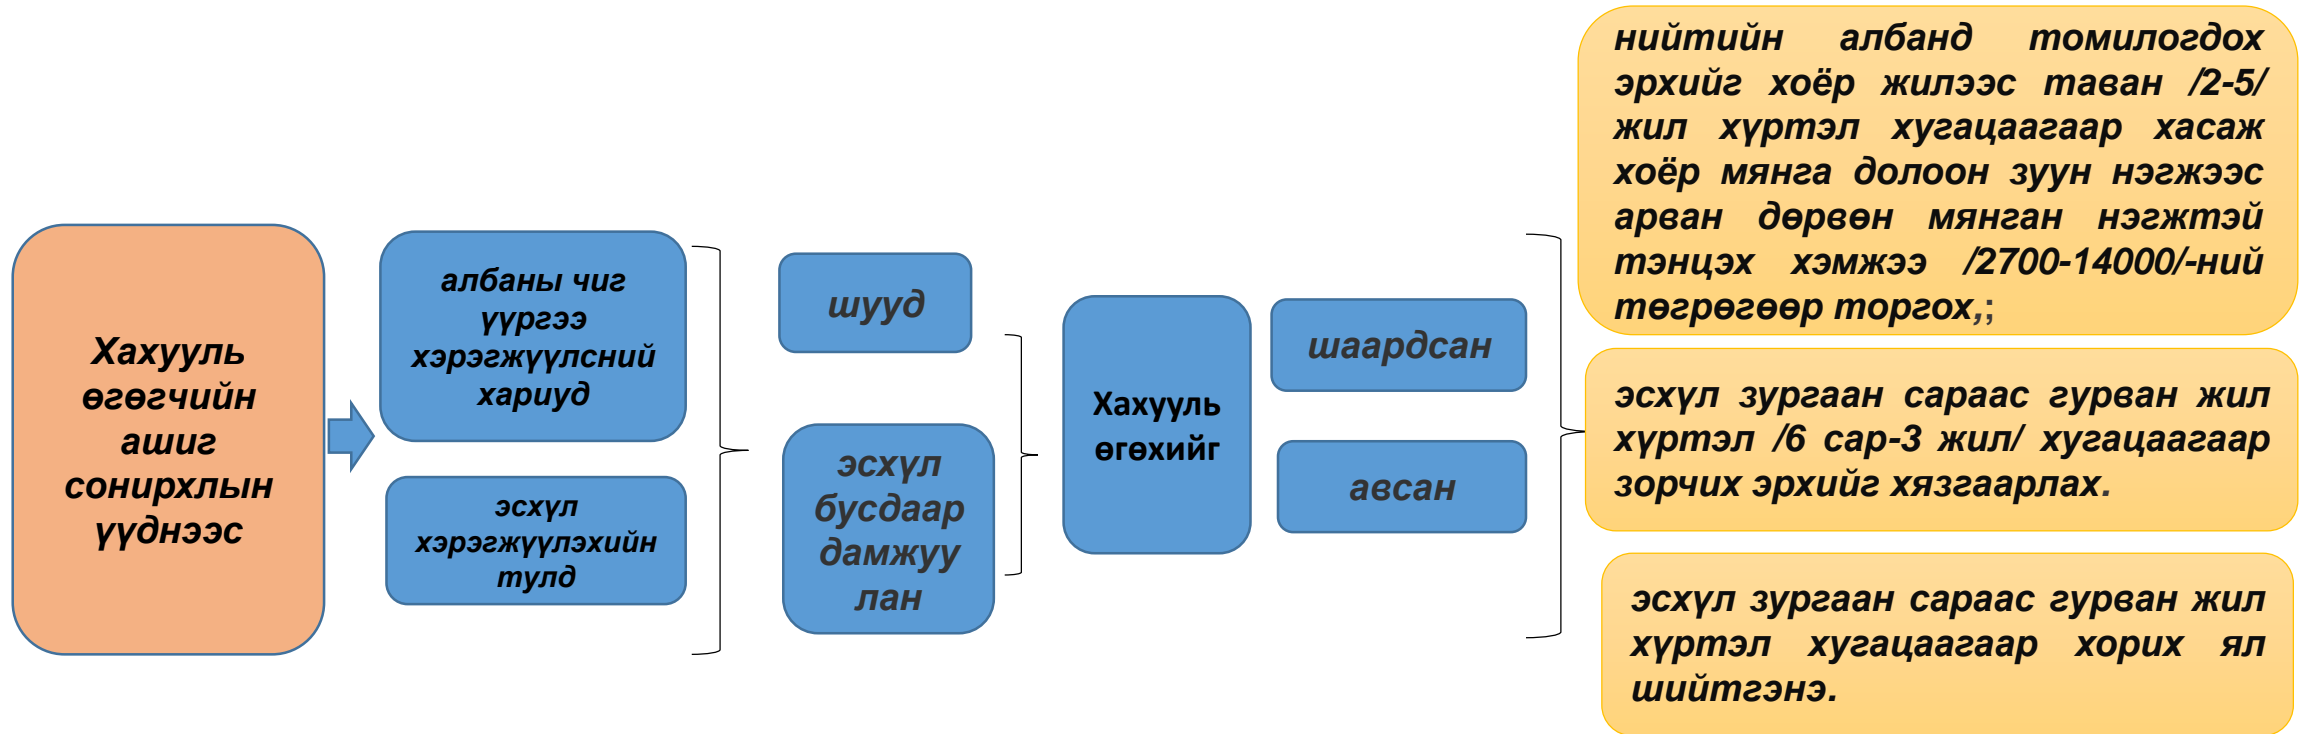 Хахууль
өгөгчийн
ашиг
сонирхлын
үүднээс
албаны чиг
үүргээ
хэрэгжүүлсний
хариуд
эсхүл
хэрэгжүүлэхийн
тулд
шууд
эсхүл
бусдаар
дамжуу
лан
Хахууль
өгөхийг
шаардсан
авсан
нийтийн албанд томилогдох
эрхийг хоёр жилээс таван /2-5/
жил хүртэл хугацаагаар хасаж
хоёр мянга долоон зуун нэгжээс
арван дөрвөн мянган нэгжтэй
тэнцэх хэмжээ /2700-14000/-ний
төгрөгөөр торгох,;
эсхүл зургаан сараас гурван жил
хүртэл /6 сар-3 жил/ хугацаагаар
зорчих эрхийг хязгаарлах.
эсхүл зургаан сараас гурван жил
хүртэл хугацаагаар хорих ял
шийтгэнэ.